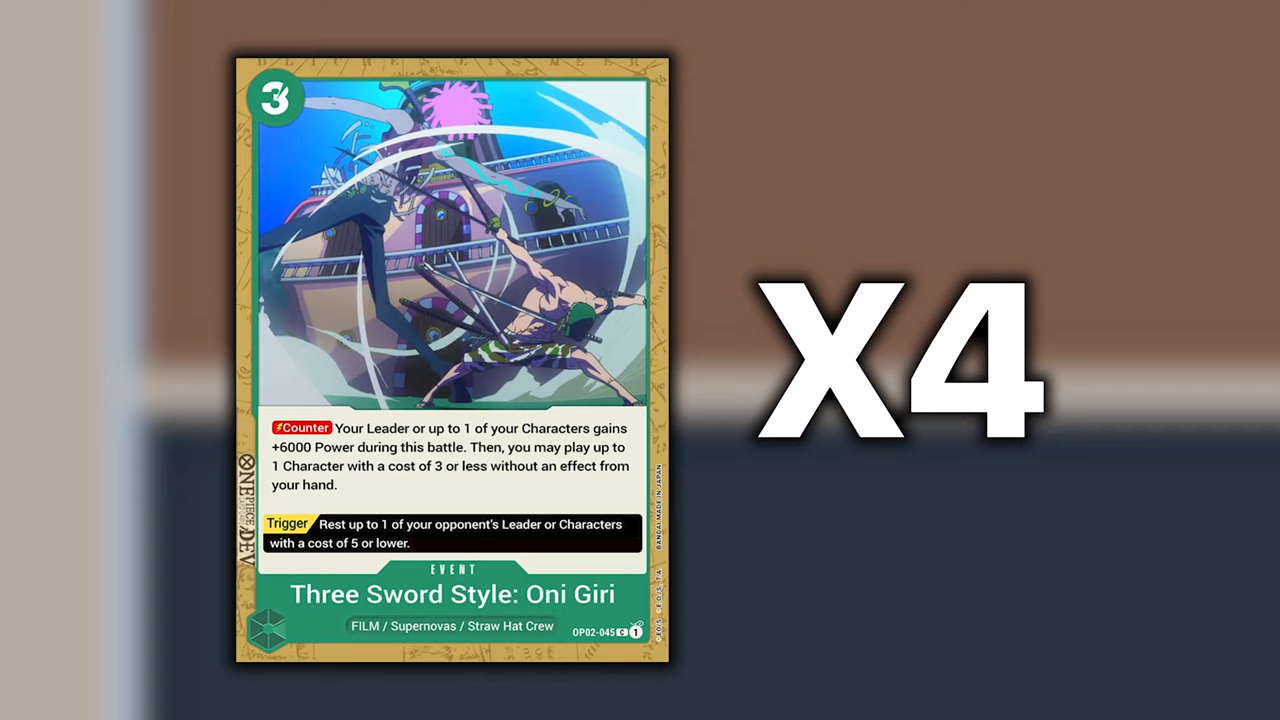 3
⚡Counter Your Leader or up to 1 of your Characters gains
+6000 Power during this battle. Then, you may play up to
1 Character with a cost of 3 or less without an effect from
your hand.
Trigger Rest up to 1 of your opponent's Leader or Characters
with a cost of 5 or lower.
EVENT
Three Sword Style: Oni Giri
FILM / Supernovas / Straw Hat Crew
OP02-045 C 1
BANDAI MADE IN JAPAN
X4